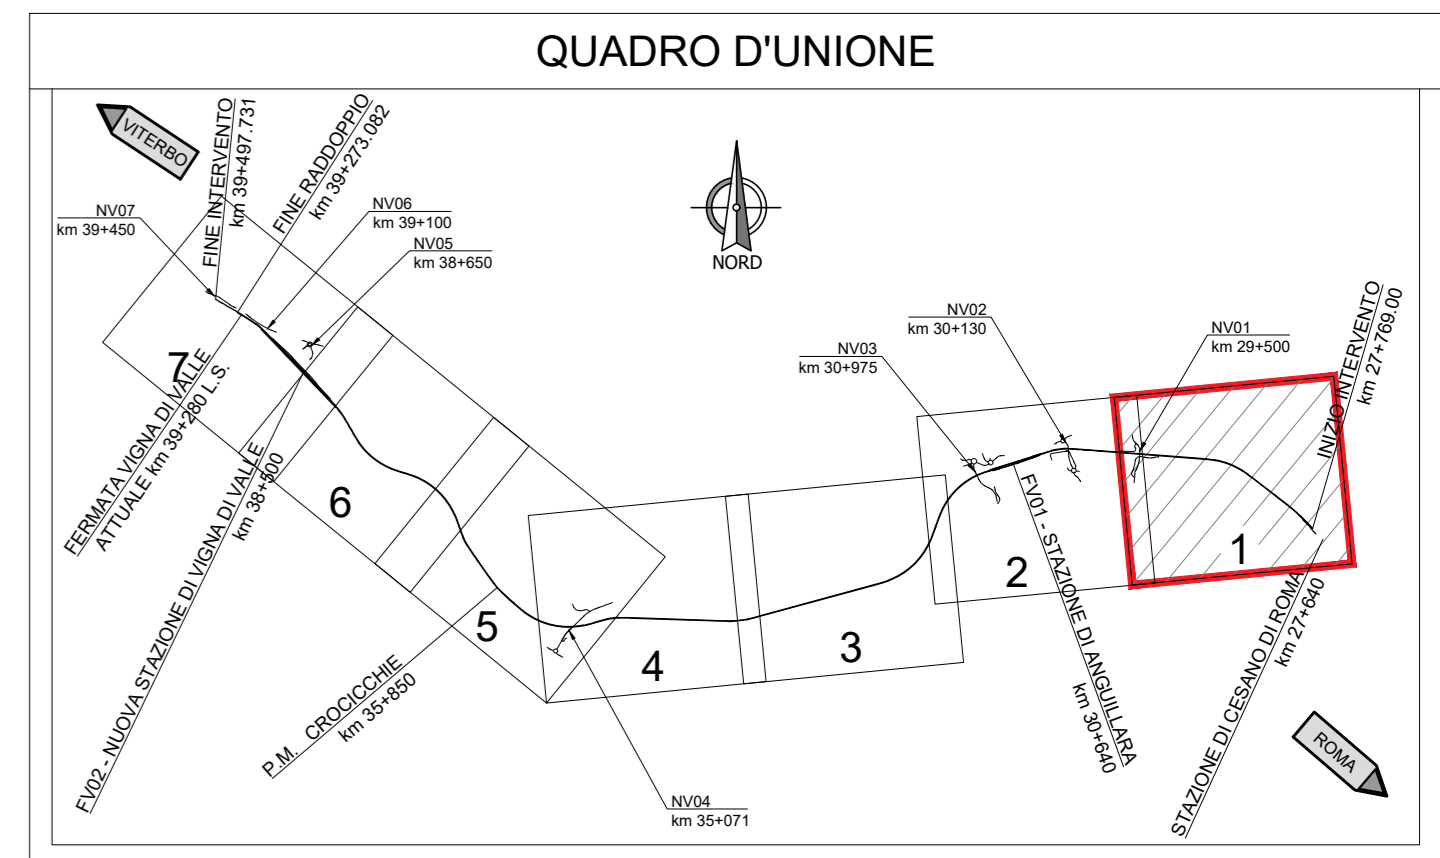 QUADRO D'UNIONE
VITERBO
FINE INTERVENTO
km 39+497.731
FINE RADDOPPIO
km 39+273.082
NV07
km 39+450
NV06
km 39+100
NV05
km 38+650
NORD
NV02
km 30+130
NV03
km 30+975
NV01
km 29+500
INIZIO INTERVENTO
km 27+769.00
7
FERMATA VIGNA DI VALLE
ATTUALE km 39+280 L.S.
FV02 - NUOVA STAZIONE DI VIGNA DI VALLE
km 38+500
6
5
4
3
2
1
P.M. CROCICCHIE
km 35+850
NV04
km 35+071
FV01 - STAZIONE DI ANGUILLARA
km 30+640
STAZIONE DI CESANO DI ROMA
km 27+640
ROMA